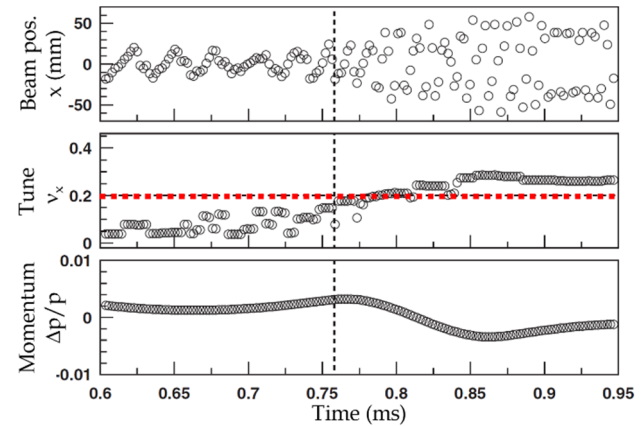 Beam pos.
x (mm)
50
0
-50
Tune
νx
0.4
0.2
0
Momentum
Δp/p
0.01
0
-0.01
0.6 0.65 0.7 0.75 0.8 0.85 0.9 0.95
Time (ms)